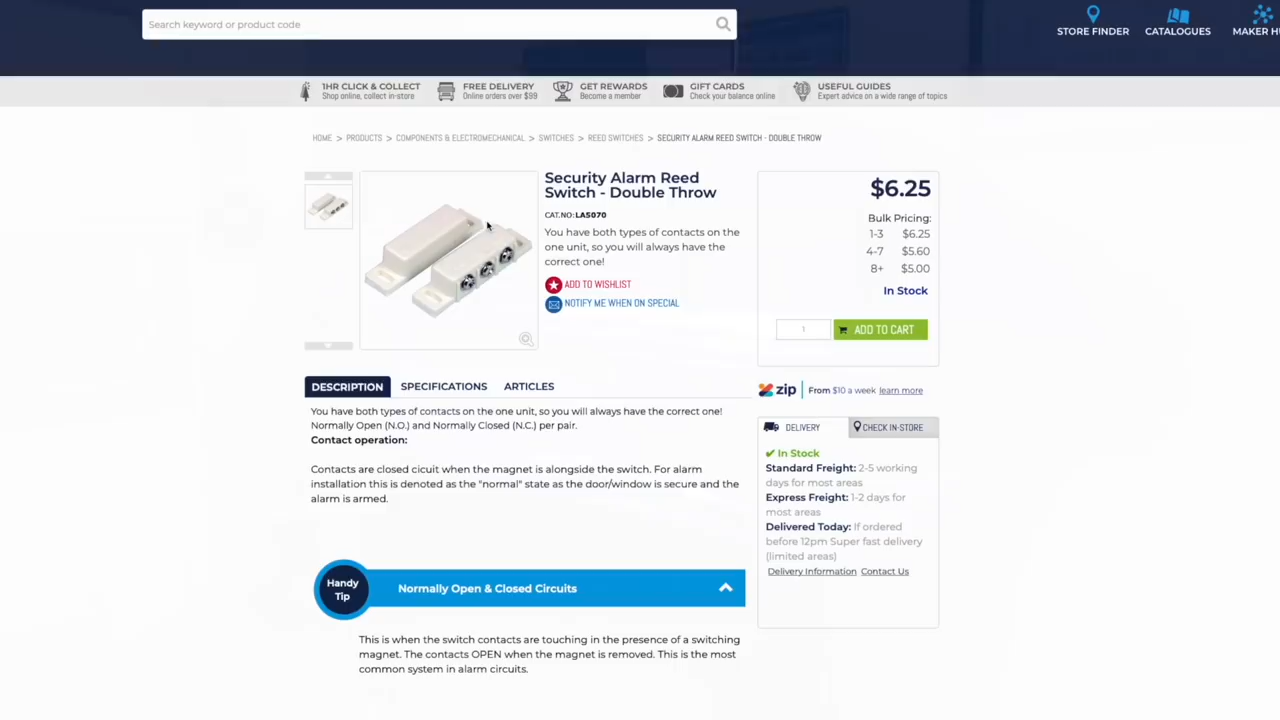 Search keyword or product code
STORE FINDER
CATALOGUES
1HR CLICK & COLLECT
Shop online, collect in-store
FREE DELIVERY
Online orders over $99
GET REWARDS
Become a member
GIFT CARDS
Check your balance online
USEFUL GUIDES
Expert advice on a wide range of topics
HOME > PRODUCTS > COMPONENTS & ELECTROMECHANICAL > SWITCHES > REED SWITCHES > SECURITY ALARM REED SWITCH - DOUBLE THROW
Security Alarm Reed
Switch - Double Throw
CAT.NO: LA5070
You have both types of contacts on the
one unit, so you will always have the
correct one!
ADD TO WISHLIST
NOTIFY ME WHEN ON SPECIAL
$6.25
Bulk Pricing:
1-3 $6.25
4-7 $5.60
8+ $5.00
In Stock
1
ADD TO CART
zip From $10 a week learn more
DESCRIPTION
SPECIFICATIONS
ARTICLES
You have both types of contacts on the one unit, so you will always have the correct one!
Normally Open (N.O.) and Normally Closed (N.C.) per pair.
Contact operation:
Contacts are closed cicuit when the magnet is alongside the switch. For alarm
installation this is denoted as the "normal" state as the door/window is secure and the
alarm is armed.
DELIVERY
CHECK IN-STORE
In Stock
Standard Freight: 2-5 working
days for most areas
Express Freight: 1-2 days for
most areas
Delivered Today: If ordered
before 12pm Super fast delivery
(limited areas)
Delivery Information Contact Us
Handy
Tip
Normally Open & Closed Circuits
This is when the switch contacts are touching in the presence of a switching
magnet. The contacts OPEN when the magnet is removed. This is the most
common system in alarm circuits.